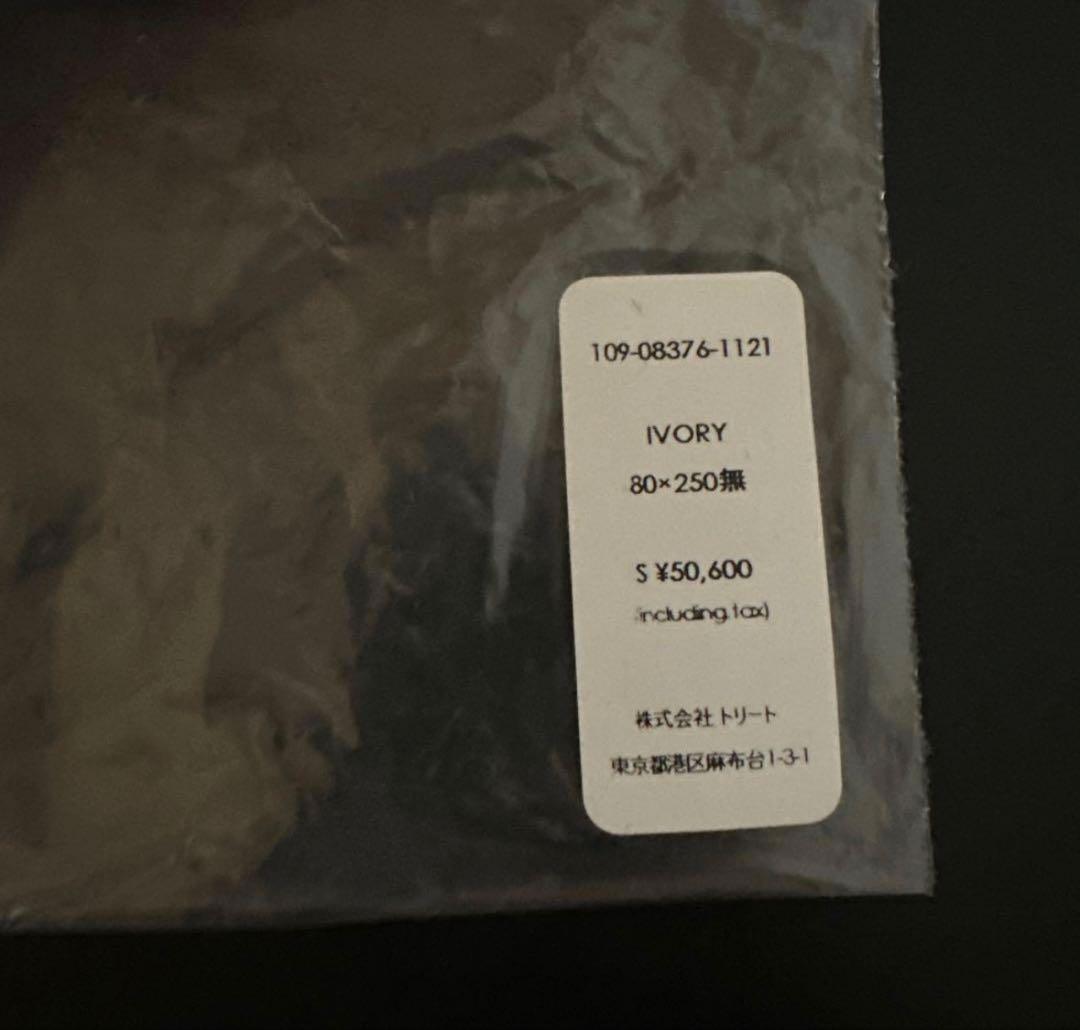 109-08376-1121
IVORY
80×250無
S ¥50,600
(including tax)
株式会社トリート
東京都港区麻布台1-3-1